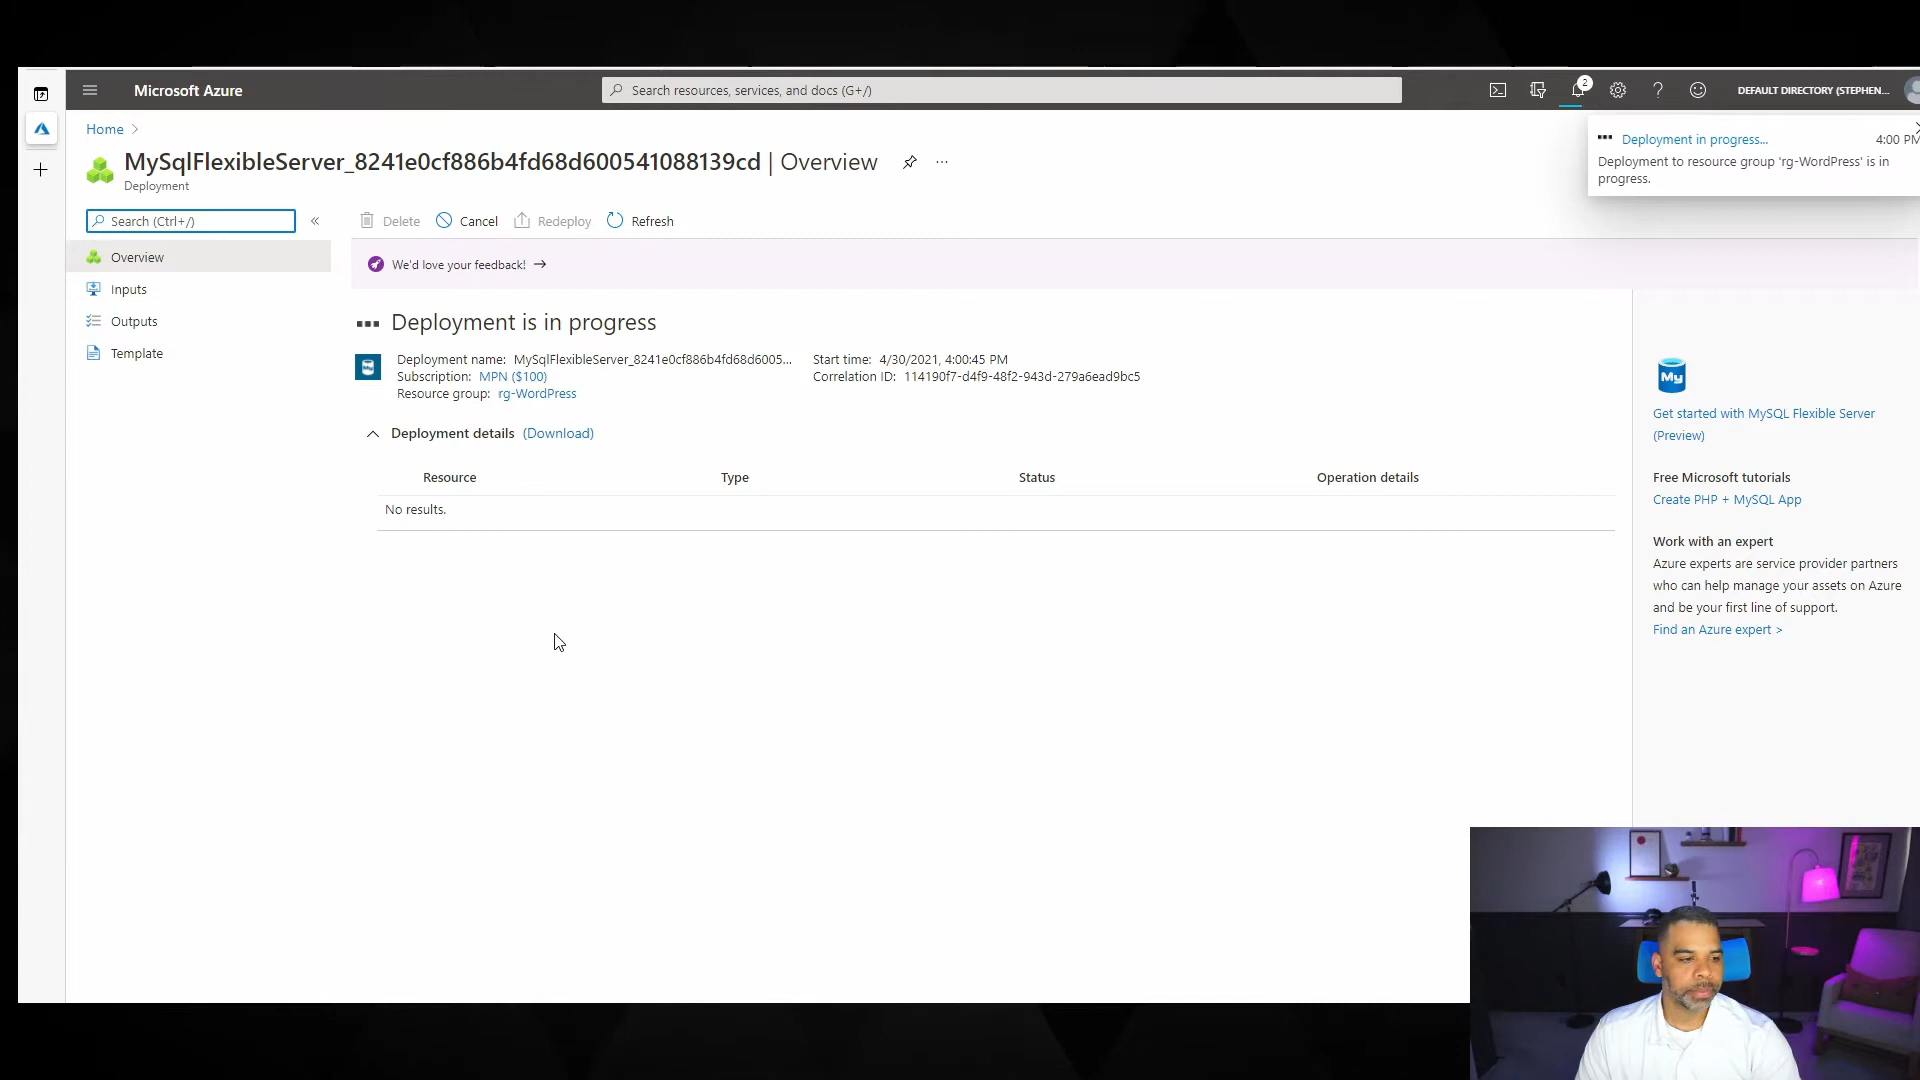 Microsoft Azure
Search resources, services, and docs (G+/)
2
DEFAULT DIRECTORY (STEPHEN...
Home
Deployment in progress...
4:00 PM
Deployment to resource group 'rg-WordPress' is in
progress.
MySqlFlexibleServer_8241e0cf886b4fd68d600541088139cd | Overview
Deployment
Search (Ctrl+/)
Delete
Cancel
Redeploy
Refresh
Overview
Inputs
Outputs
Template
We'd love your feedback!
Deployment is in progress
Deployment name: MySqlFlexibleServer_8241e0cf886b4fd68d6005...
Subscription: MPN ($100)
Resource group: rg-WordPress
Start time: 4/30/2021, 4:00:45 PM
Correlation ID: 114190f7-d4f9-48f2-943d-279a6ead9bc5
Deployment details (Download)
Resource
Type
Status
Operation details
No results.
My
Get started with MySQL Flexible Server
(Preview)
Free Microsoft tutorials
Create PHP + MySQL App
Work with an expert
Azure experts are service provider partners
who can help manage your assets on Azure
and be your first line of support.
Find an Azure expert >